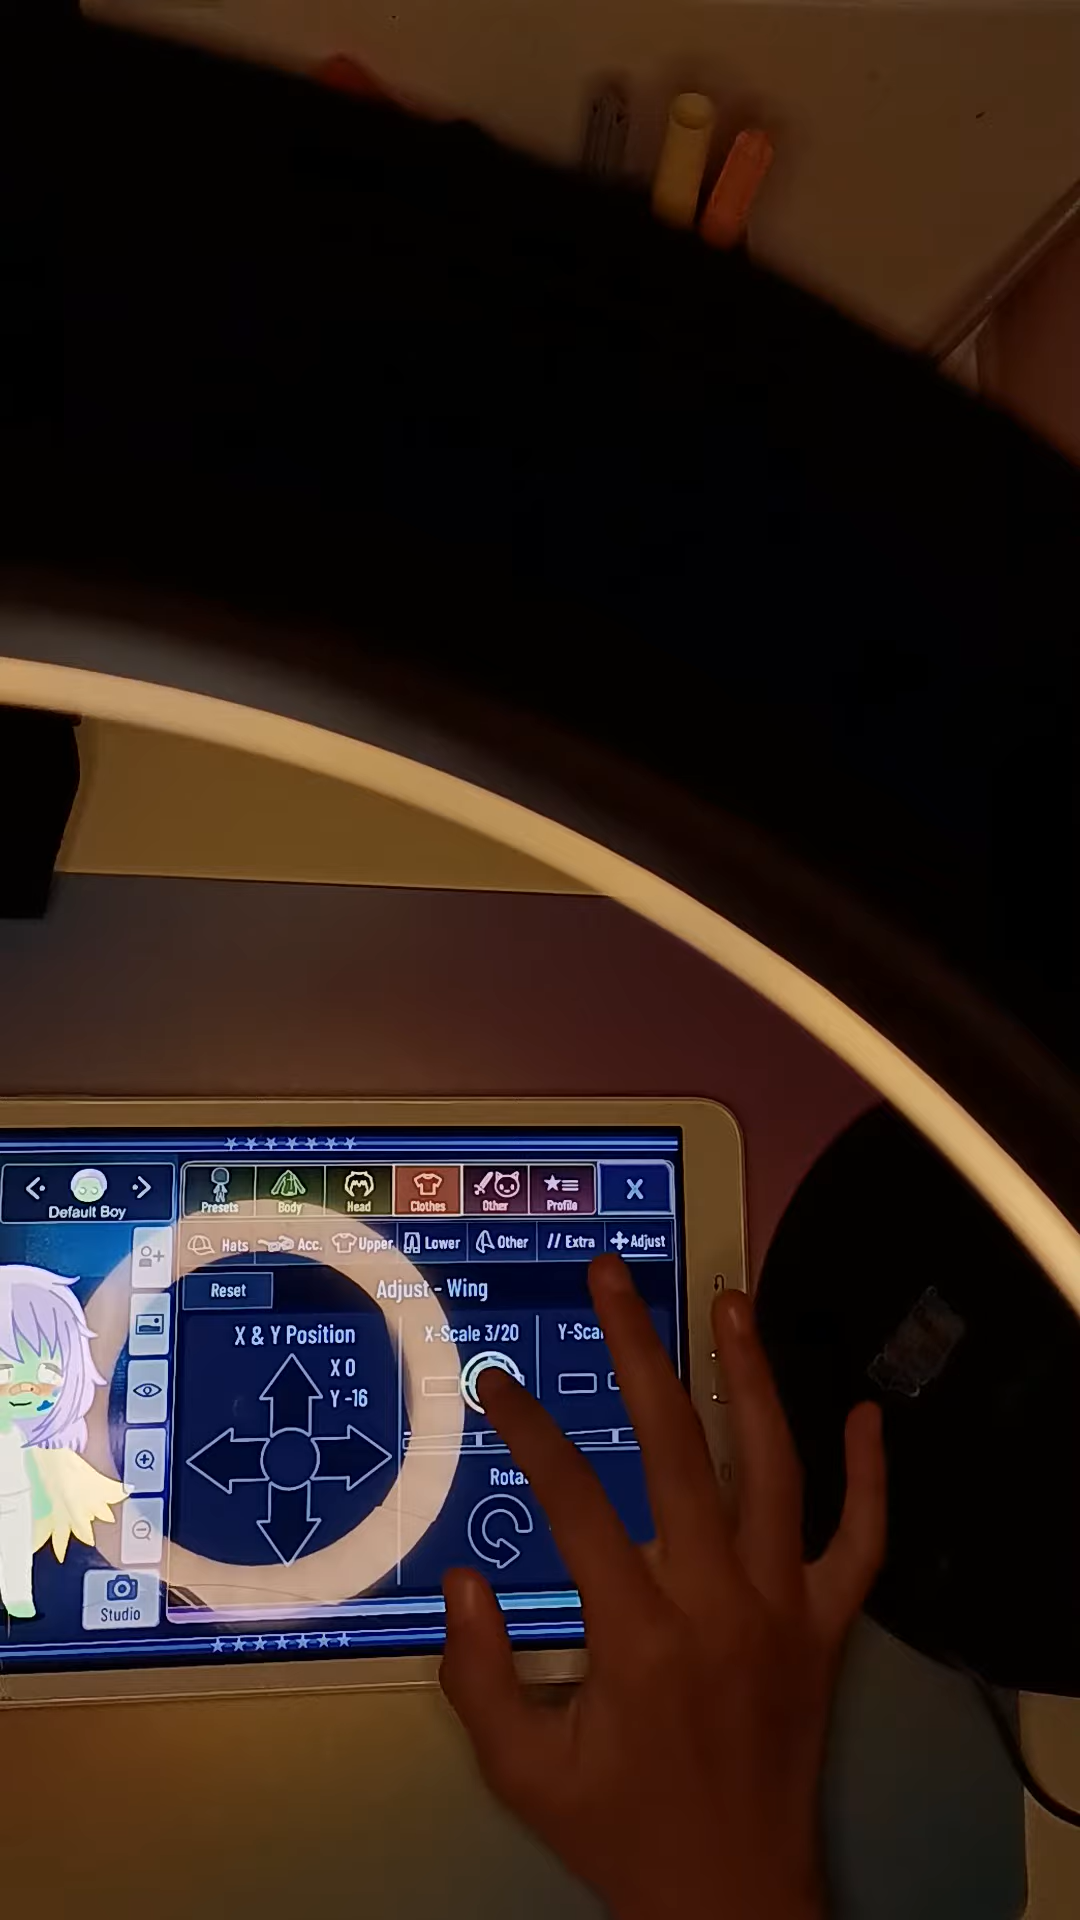 Default Boy
Presets
Body
Head
Clothes
Other
Profile
X
Hats
Acc.
Upper
Lower
Other
// Extra
Adjust
Reset
Adjust - Wing
X & Y Position
X 0
Y -16
X-Scale 3/20
Studio